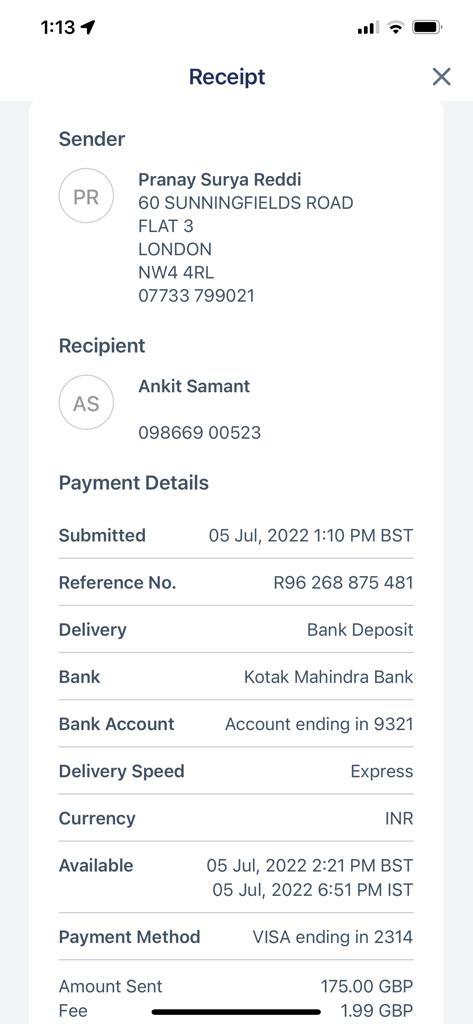 1:13
Receipt
Sender
PR
Pranay Surya Reddi
60 SUNNINGFIELDS ROAD
FLAT 3
LONDON
NW4 4RL
07733 799021
Recipient
AS
Ankit Samant
098669 00523
Payment Details
Submitted 05 Jul, 2022 1:10 PM BST
Reference No. R96 268 875 481
Delivery Bank Deposit
Bank Kotak Mahindra Bank
Bank Account Account ending in 9321
Delivery Speed Express
Currency INR
Available 05 Jul, 2022 2:21 PM BST
05 Jul, 2022 6:51 PM IST
Payment Method VISA ending in 2314
Amount Sent 175.00 GBP
Fee 1.99 GBP